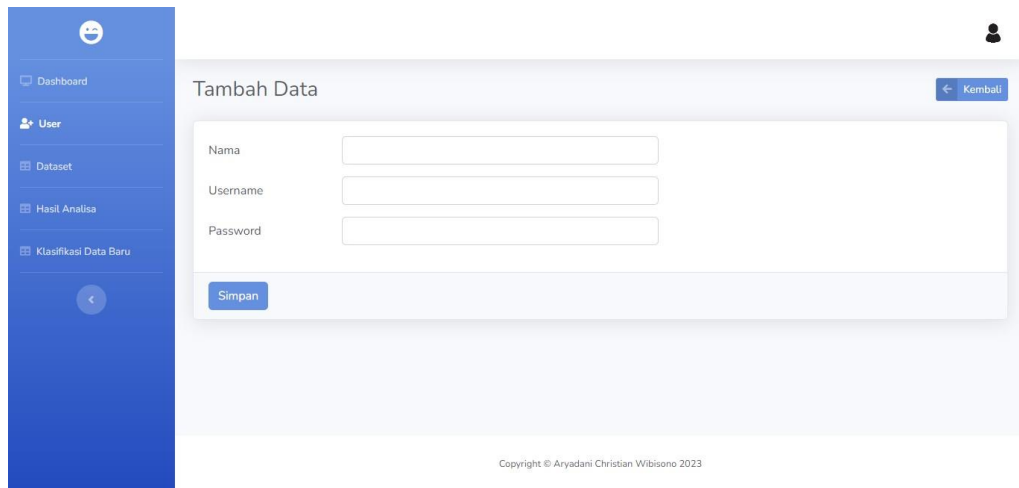 Dashboard
User
Dataset
Hasil Analisa
Klasifikasi Data Baru
Tambah Data
Kembali
Nama
Username
Password
Simpan
Copyright © Aryadani Christian Wibisono 2023